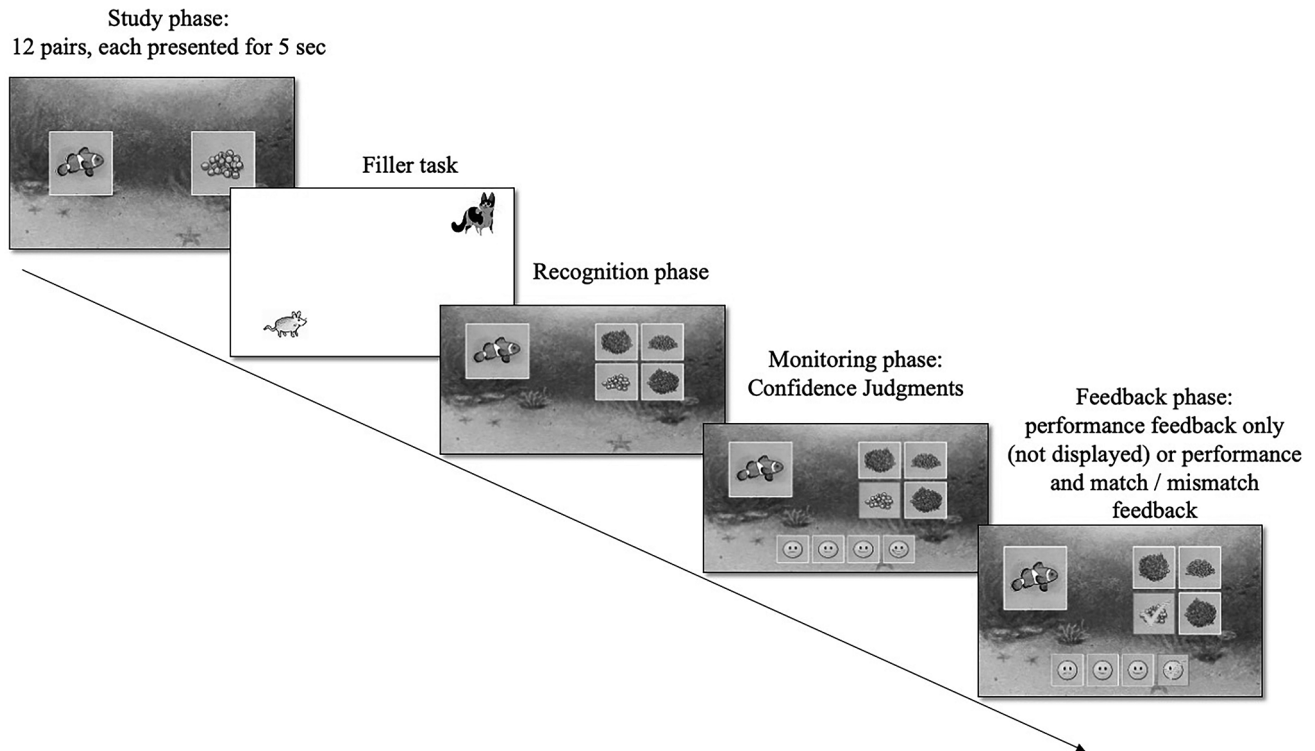 Study phase:
12 pairs, each presented for 5 sec
Filler task
Recognition phase
Monitoring phase:
Confidence Judgments
Feedback phase:
performance feedback only
(not displayed) or performance
and match / mismatch
feedback